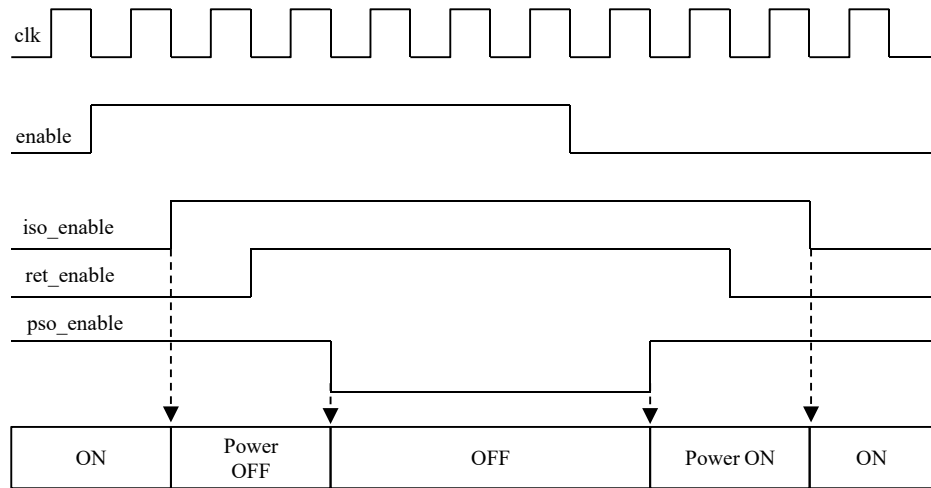 clk
enable
iso_enable
ret_enable
pso_enable
ON
Power
OFF
OFF
Power ON
ON